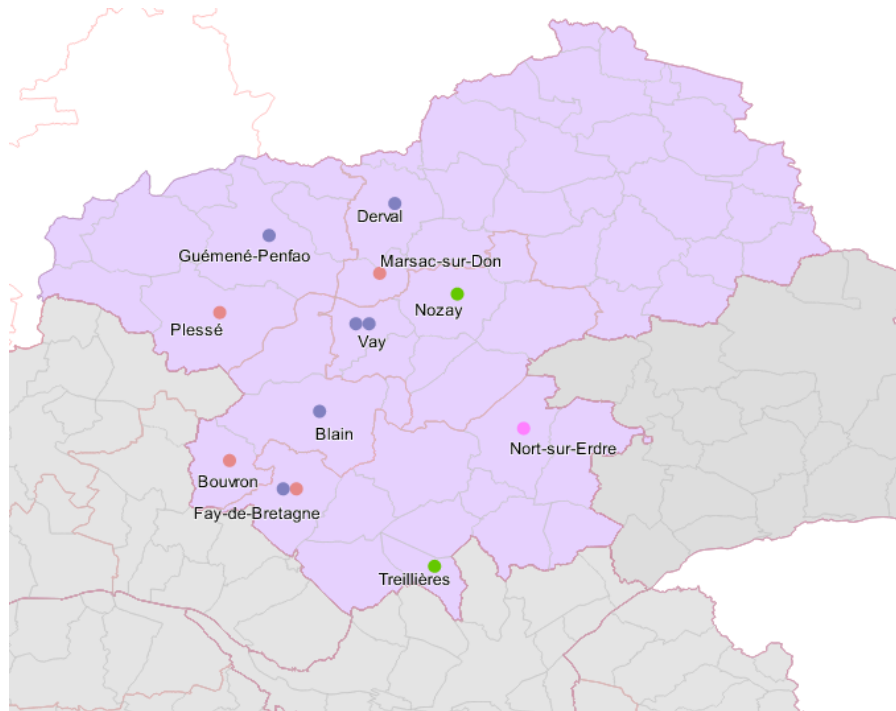 Derval
Guémené-Penfao
Marsac-sur-Don
Nozay
Plessé
Vay
Blain
Nort-sur-Erdre
Bouvron
Fay-de-Bretagne
Treillières